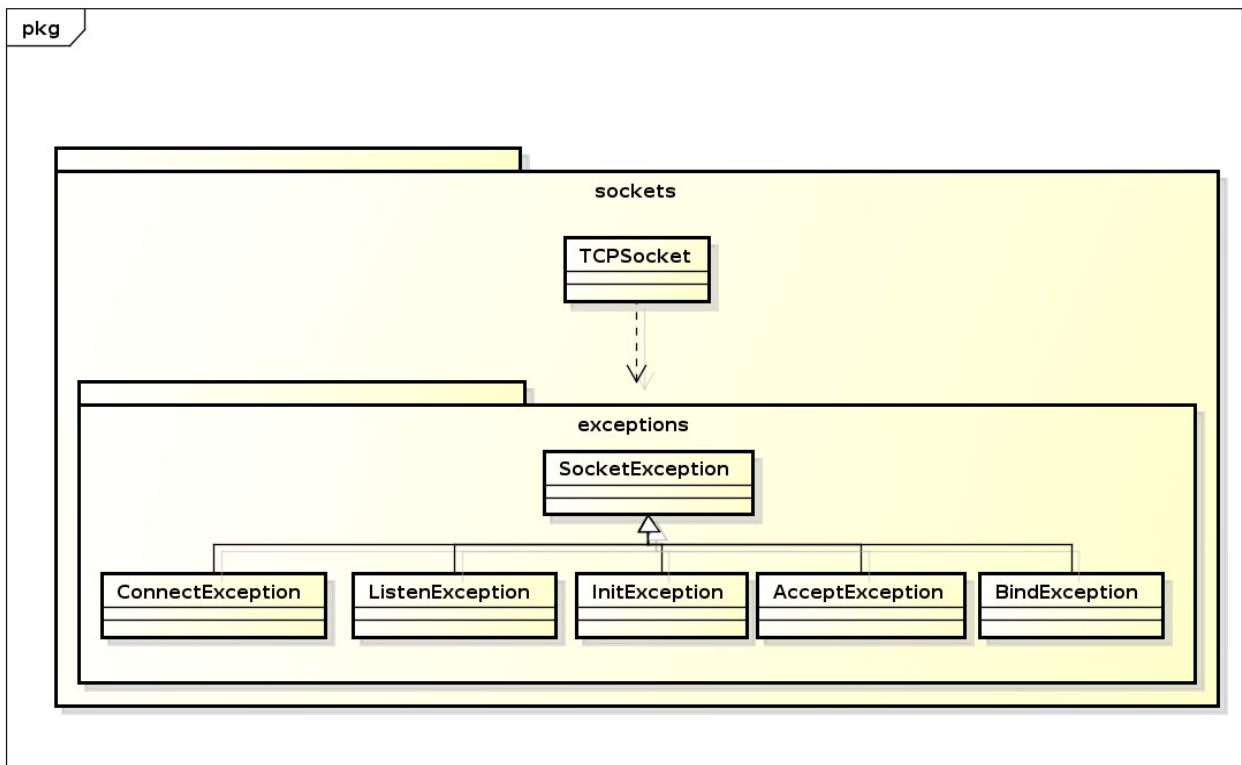 pkg
sockets
TCPSocket
exceptions
SocketException
ConnectException
ListenException
InitException
AcceptException
BindException